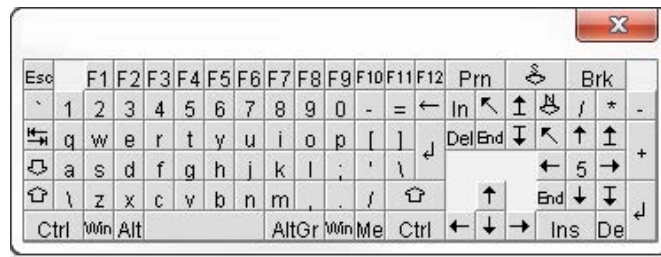 Esc F1 F2 F3 F4 F5 F6 F7 F8 F9 F10 F11 F12 Prn S Brk
` 1 2 3 4 5 6 7 8 9 0 - = ← In ↖ ↥ N / * -
↹ q w e r t y u i o p [ ] ↲ Del End ↧ ↖ ↑ ↥ +
a s d f g h j k l ; ' \ ← 5 →
⇧ \ z x c v b n m , . / ⇧ ↑ End ↓ ↧ ↲
Ctrl Win Alt AltGr Win Me Ctrl ← ↓ → Ins De